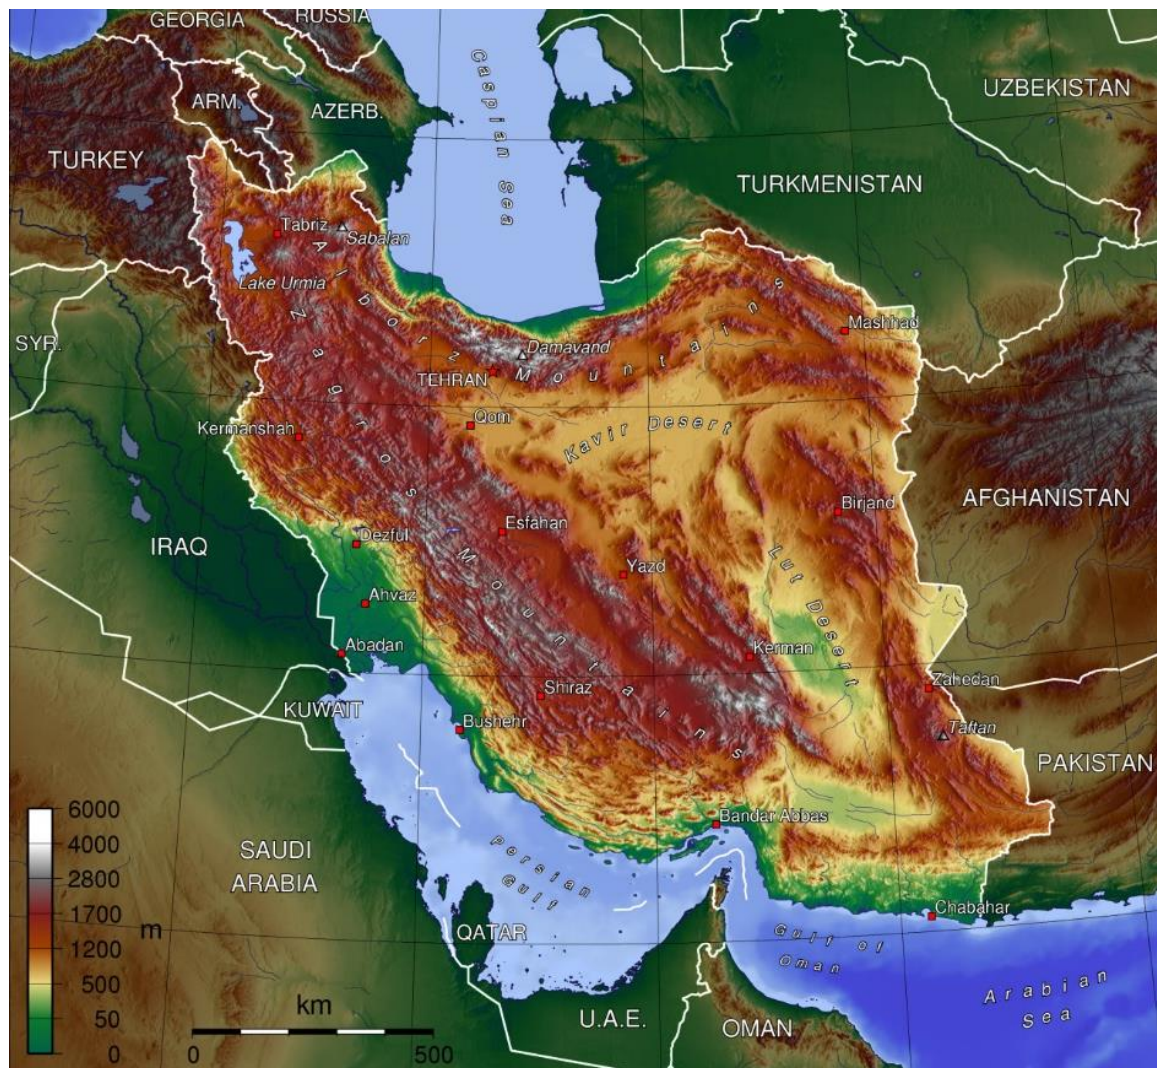 GEORGIA
RUSSIA
Caspian Sea
UZBEKISTAN
ARM.
AZERB.
TURKEY
TURKMENISTAN
Tabriz
Sabalan
Lake Urmia
Alborz Mountains
Mashhad
SYR.
Damavand
TEHRAN
Zagros Mountains
Qom
Kavir Desert
Kermanshah
Birjand
AFGHANISTAN
Esfahan
Dezful
IRAQ
Yazd
Lut Desert
Ahvaz
Abadan
Kerman
Zahedan
Shiraz
KUWAIT
Bushehr
Taftan
PAKISTAN
Bandar Abbas
6000
4000
2800
1700
1200
500
50
0
m
SAUDI
ARABIA
Persian
Gulf
Chabahar
QATAR
Gulf of
Oman
Arabian
Sea
km
0
500
U.A.E.
OMAN